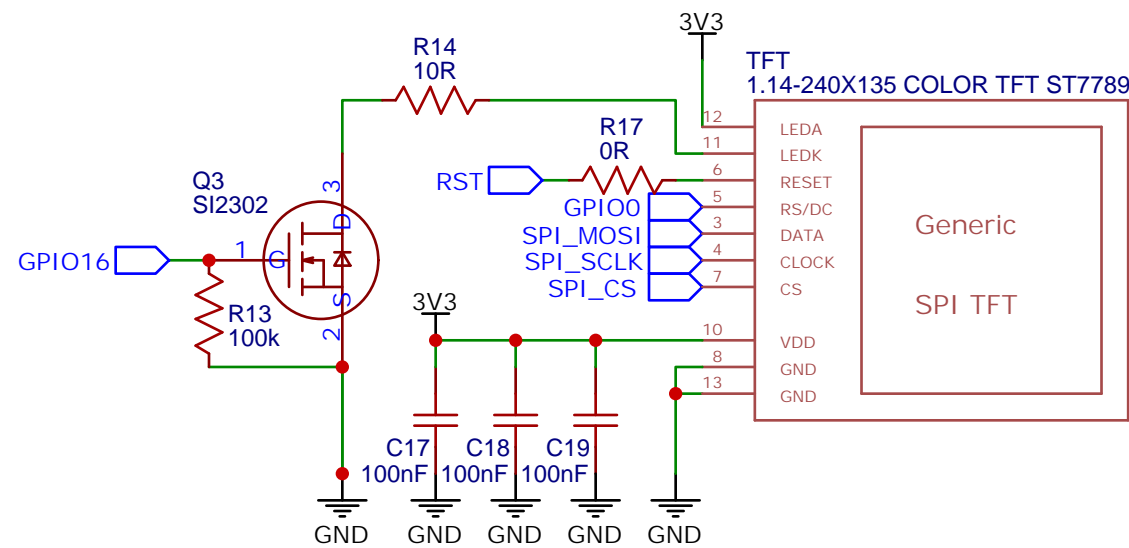 3V3
R14
10R
TFT
1.14-240X135 COLOR TFT ST7789
12
LEDA
11
LEDK
R17
0R
RST
6
RESET
Q3
SI2302
3
D
GPIO0
5
RS/DC
Generic
SPI_MOSI
3
DATA
GPIO16
1
G
SPI_SCLK
4
CLOCK
SPI_CS
7
CS
S
SPI TFT
R13
100k
2
3V3
10
VDD
8
GND
13
GND
C17
100nF
C18
100nF
C19
100nF
GND
GND
GND
GND
GND